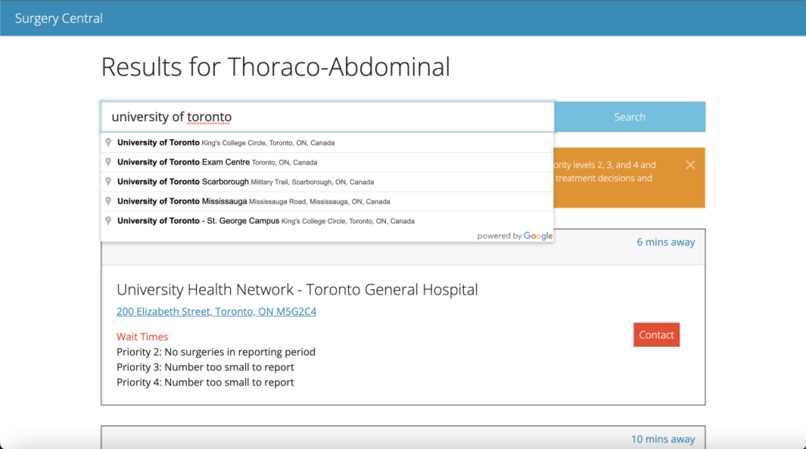 Surgery Central
Results for Thoraco-Abdominal
university of toronto
Search
University of Toronto King's College Circle, Toronto, ON, Canada
University of Toronto Exam Centre Toronto, ON, Canada
University of Toronto Scarborough Military Trail, Scarborough, ON, Canada
University of Toronto Mississauga Mississauga Road, Mississauga, ON, Canada
University of Toronto - St. George Campus King's College Circle, Toronto, ON, Canada
powered by Google
ority levels 2, 3, and 4 and
treatment decisions and
6 mins away
University Health Network - Toronto General Hospital
200 Elizabeth Street, Toronto, ON M5G2C4
Wait Times
Priority 2: No surgeries in reporting period
Priority 3: Number too small to report
Priority 4: Number too small to report
Contact
10 mins away